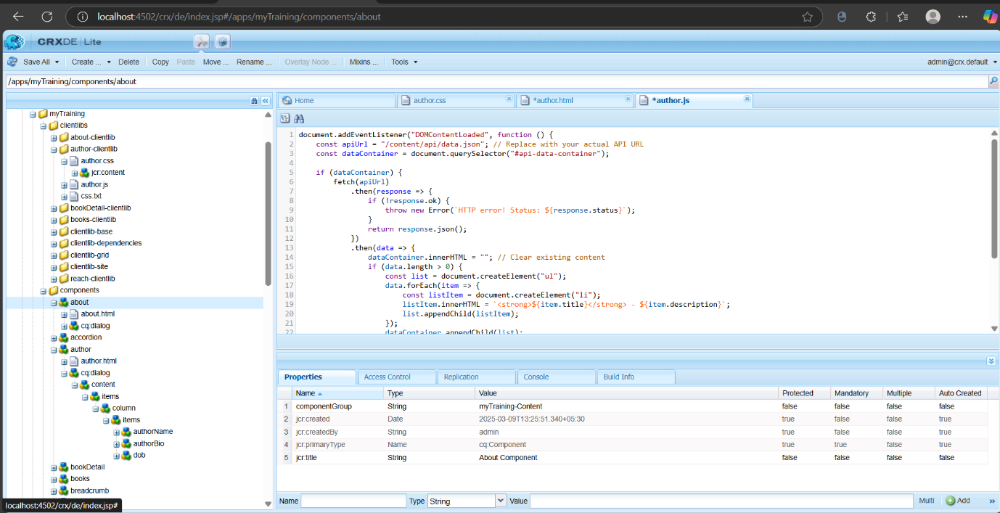 localhost:4502/crx/de/index.jsp#/apps/myTraining/components/about
CRXDE | Lite
Save All Create ... Delete Copy Paste Move ... Rename ... Overlay Node ... Mixins ... Tools admin@crx.default
/apps/myTraining/components/about
myTraining
clientlibs
about-clientlib
author-clientlib
author.css
jcr:content
author.js
css.txt
bookDetail-clientlib
books-clientlib
clientlib-base
clientlib-dependencies
clientlib-grid
clientlib-site
reach-clientlib
components
about
about.html
cq:dialog
accordion
author
author.html
cq:dialog
content
items
column
items
authorName
authorBio
dob
bookDetail
books
breadcrumb
localhost:4502/crx/de/index.jsp#
Home author.css *author.html *author.js
1 document.addEventListener("DOMContentLoaded", function () {
2 const apiUrl = "/content/api/data.json"; // Replace with your actual API URL
3 const dataContainer = document.querySelector("#api-data-container");
4
5 if (dataContainer) {
6 fetch(apiUrl)
7 .then(response => {
8 if (!response.ok) {
9 throw new Error(`HTTP error! Status: ${response.status}`);
10 }
11 return response.json();
12 })
13 .then(data => {
14 dataContainer.innerHTML = ""; // Clear existing content
15 if (data.length > 0) {
16 const list = document.createElement("ul");
17 data.forEach(item => {
18 const listItem = document.createElement("li");
19 listItem.innerHTML = `<strong>${item.title}</strong> - ${item.description}`;
20 list.appendChild(listItem);
21 });
22 dataContainer.appendChild(list);
Properties Access Control Replication Console Build Info
Name Type Value Protected Mandatory Multiple Auto Created
1 componentGroup String myTraining-Content false false false false
2 jcr:created Date 2025-03-09T13:25:51.340+05:30 true false false true
3 jcr:createdBy String admin true false false true
4 jcr:primaryType Name cq:Component true true false true
5 jcr:title String About Component false false false false
Name Type String Value Multi Add